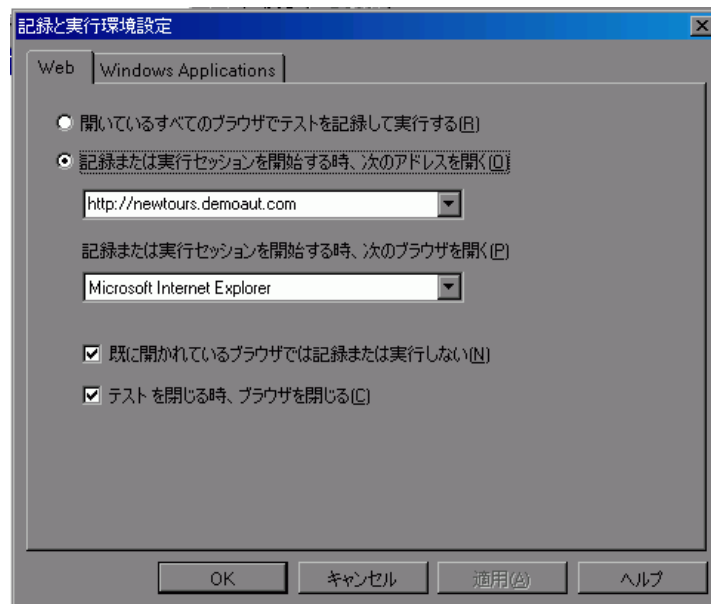 記録と実行環境設定
Web
Windows Applications
開いているすべてのブラウザでテストを記録して実行する(R)
記録または実行セッションを開始する時、次のアドレスを開く(O)
http://newtours.demoaut.com
記録または実行セッションを開始する時、次のブラウザを開く(P)
Microsoft Internet Explorer
既に開かれているブラウザでは記録または実行しない(N)
テストを閉じる時、ブラウザを閉じる(C)
OK
キャンセル
適用(A)
ヘルプ